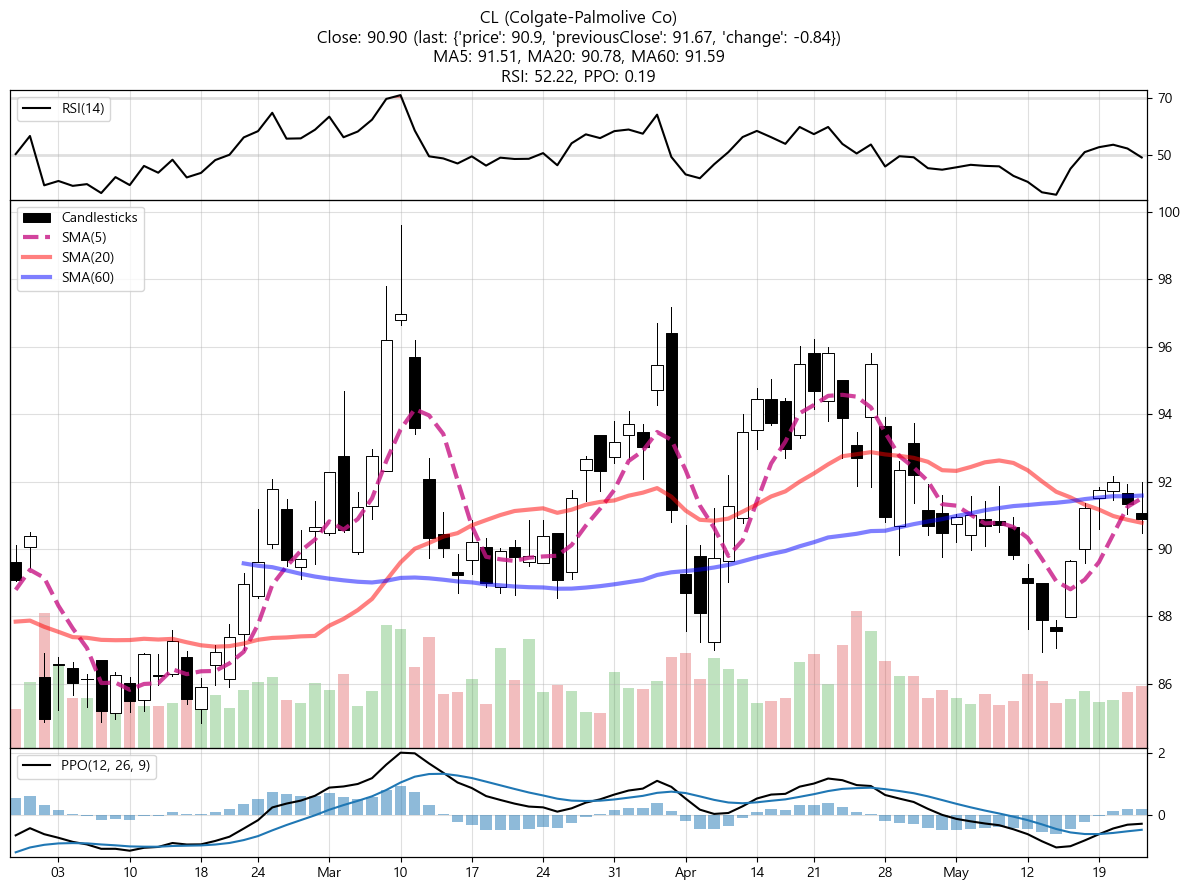 CL (Colgate-Palmolive Co)
Close: 90.90 (last: {'price': 90.9, 'previousClose': 91.67, 'change': -0.84})
MA5: 91.51, MA20: 90.78, MA60: 91.59
RSI: 52.22, PPO: 0.19
RSI(14)
70
50
Candlesticks
SMA(5)
SMA(20)
SMA(60)
100
98
96
94
92
90
88
86
PPO(12, 26, 9)
2
0
03 10 18 24 Mar 10 17 24 31 Apr 14 21 28 May 12 19